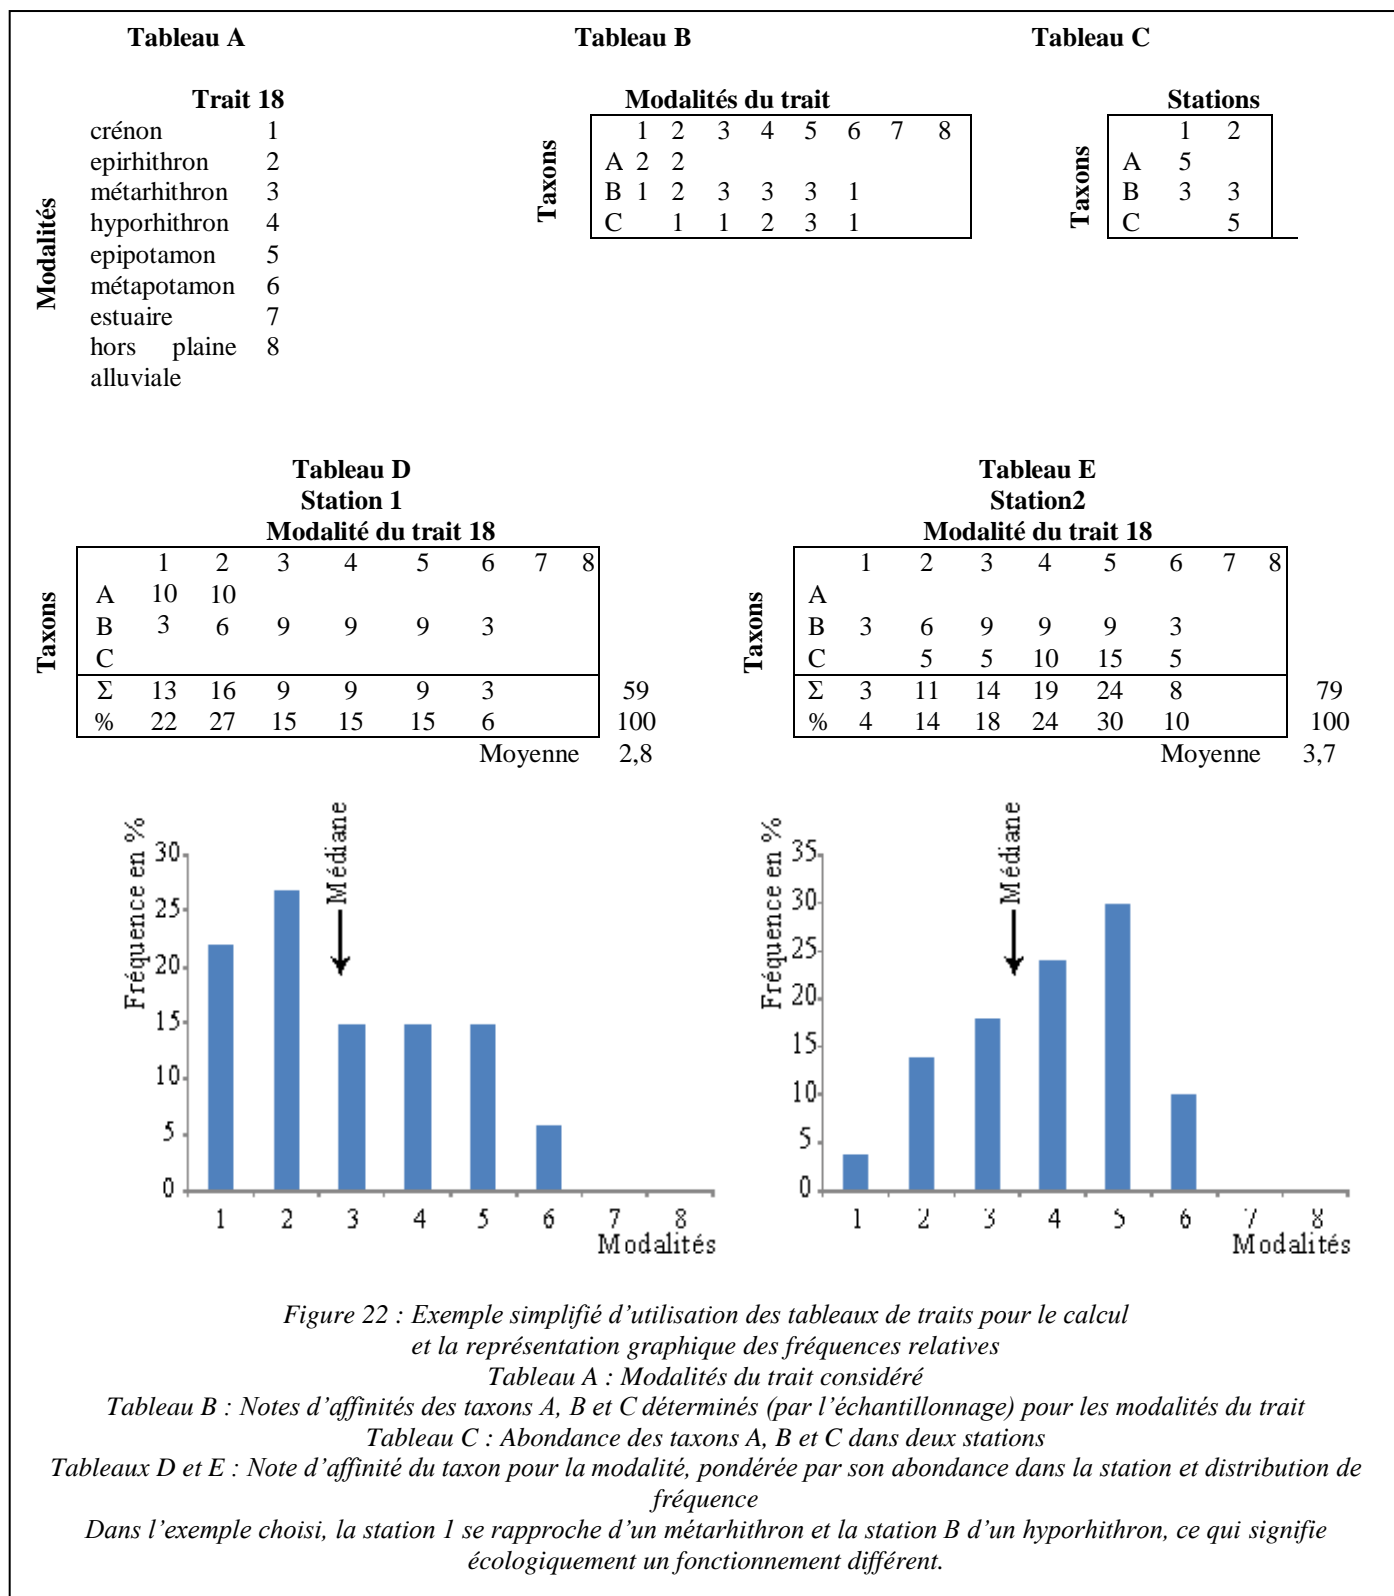 Tableau A
Tableau B
Tableau C
Trait 18
Modalités
crénon 1
epirhithron 2
métarhithron 3
hyporhithron 4
epipotamon 5
métapotamon 6
estuaire 7
hors plaine 8
alluviale
Modalités du trait
Taxons
1 2 3 4 5 6 7 8
A 2 2
B 1 2 3 3 3 1
C 1 1 2 3 1
Stations
Taxons
1 2
A 5
B 3 3
C 5
Tableau D
Station 1
Modalité du trait 18
Taxons
1 2 3 4 5 6 7 8
A 10 10
B 3 6 9 9 9 3
C
Σ 13 16 9 9 9 3 59
% 22 27 15 15 15 6 100
Moyenne 2,8
Tableau E
Station2
Modalité du trait 18
Taxons
1 2 3 4 5 6 7 8
A
B 3 6 9 9 9 3
C 5 5 10 15 5
Σ 3 11 14 19 24 8 79
% 4 14 18 24 30 10 100
Moyenne 3,7
Fréquence en %
30
25
20
15
10
5
0
Médiane
1 2 3 4 5 6 7 8
Modalités
Fréquence en %
35
30
25
20
15
10
5
0
Médiane
1 2 3 4 5 6 7 8
Modalités
Figure 22 : Exemple simplifié d’utilisation des tableaux de traits pour le calcul
et la représentation graphique des fréquences relatives
Tableau A : Modalités du trait considéré
Tableau B : Notes d’affinités des taxons A, B et C déterminés (par l’échantillonnage) pour les modalités du trait
Tableau C : Abondance des taxons A, B et C dans deux stations
Tableaux D et E : Note d’affinité du taxon pour la modalité, pondérée par son abondance dans la station et distribution de
fréquence
Dans l’exemple choisi, la station 1 se rapproche d’un métarhithron et la station B d’un hyporhithron, ce qui signifie
écologiquement un fonctionnement différent.